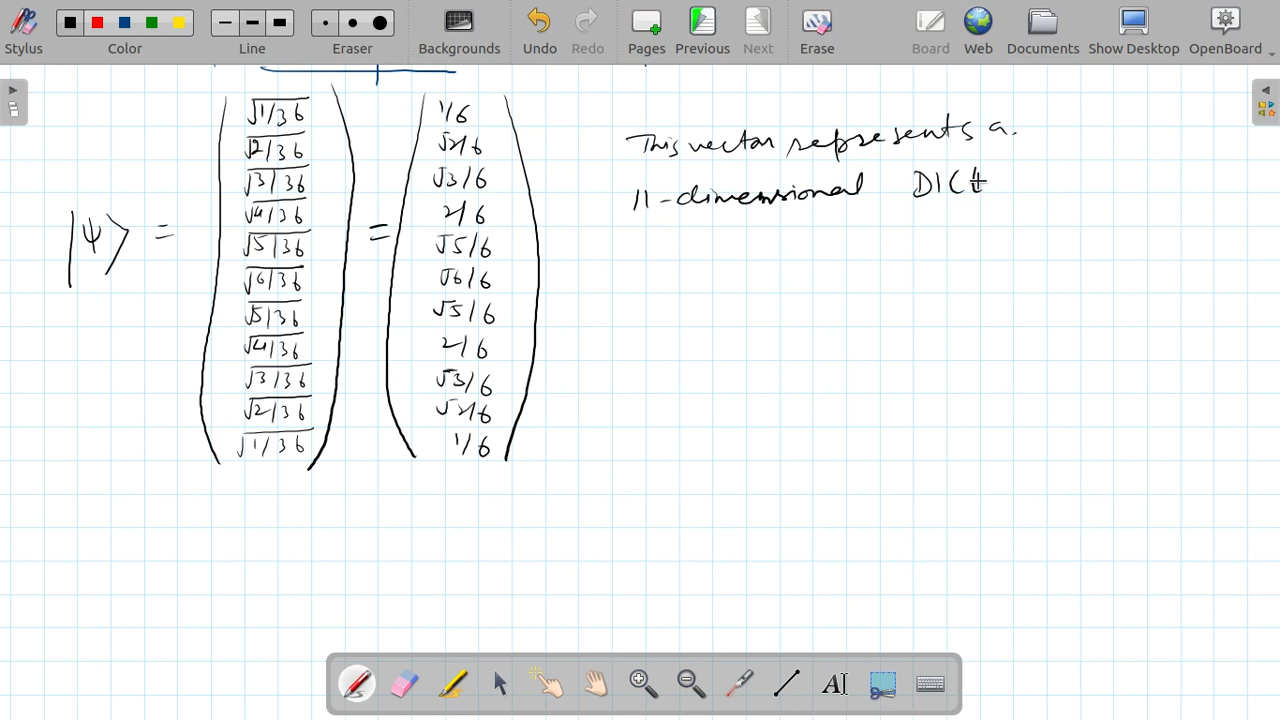 Stylus Color Line Eraser Backgrounds Undo Redo Pages Previous Next Erase Board Web Documents Show Desktop OpenBoard
|ψ⟩ = √1/36 = 1/6
√2/36 √2/6
√3/36 √3/6
√4/36 2/6
√5/36 √5/6
√6/36 √6/6
√5/36 √5/6
√4/36 2/6
√3/36 √3/6
√2/36 √2/6
√1/36 1/6
This vector represents a
11-dimensional DIC
AI